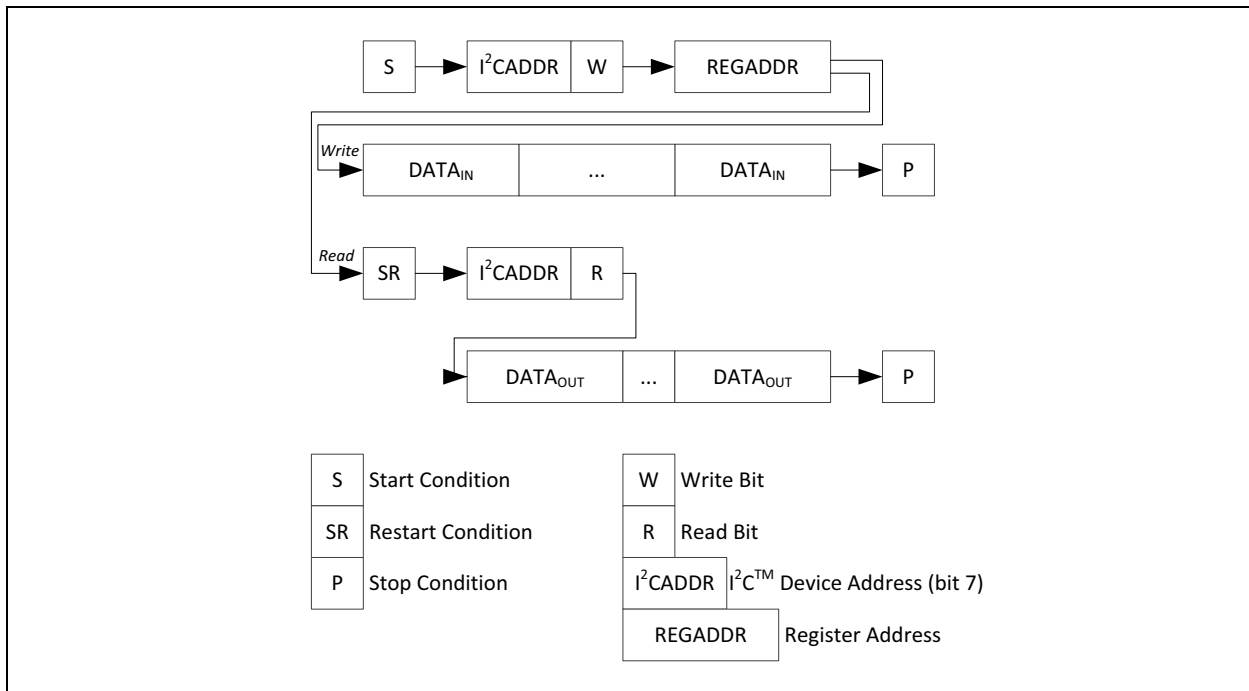 S I²CADDR W REGADDR
Write
DATA_IN ... DATA_IN P
Read
SR I²CADDR R
DATA_OUT ... DATA_OUT P
S Start Condition
SR Restart Condition
P Stop Condition
W Write Bit
R Read Bit
I²CADDR I²C™ Device Address (bit 7)
REGADDR Register Address